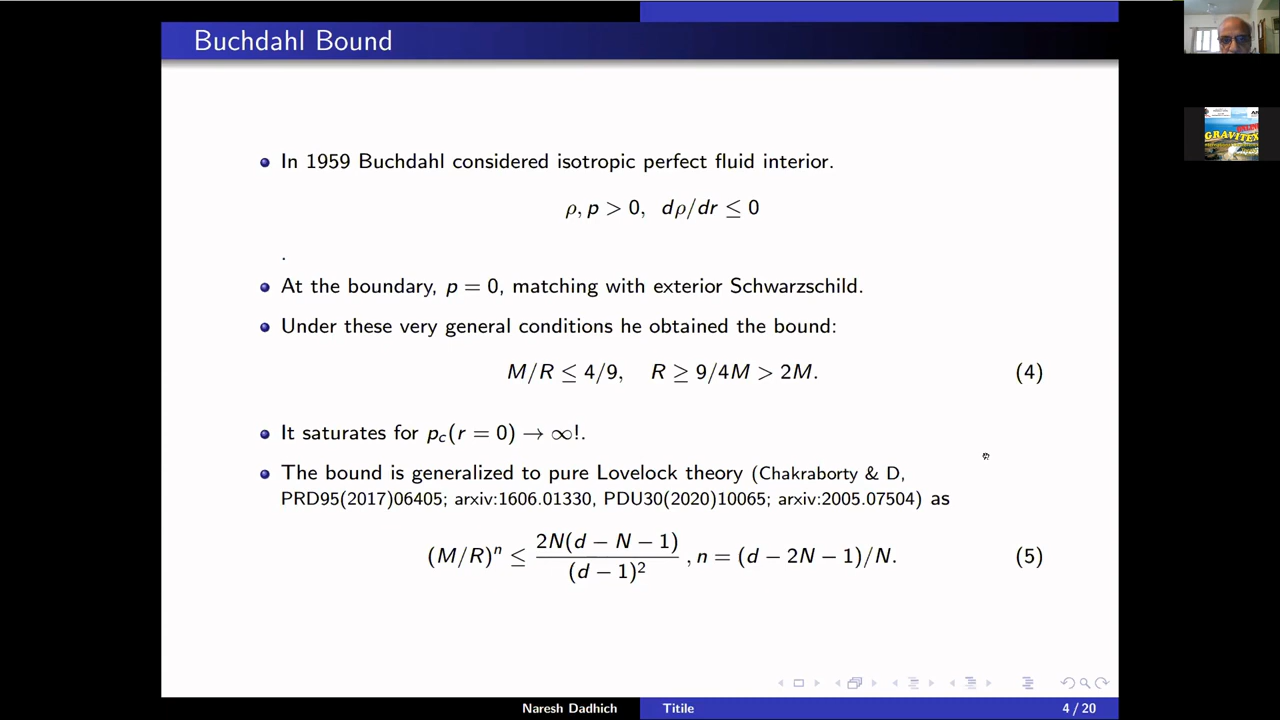 Buchdahl Bound
In 1959 Buchdahl considered isotropic perfect fluid interior.
ρ, p > 0, dρ/dr ≤ 0
.
At the boundary, p = 0, matching with exterior Schwarzschild.
Under these very general conditions he obtained the bound:
M/R ≤ 4/9, R ≥ 9/4M > 2M. (4)
It saturates for p_c(r = 0) → ∞!.
The bound is generalized to pure Lovelock theory (Chakraborty & D,
PRD95(2017)06405; arxiv:1606.01330, PDU30(2020)10065; arxiv:2005.07504) as
(M/R)^n ≤ 2N(d − N − 1) / (d − 1)^2 , n = (d − 2N − 1)/N. (5)
Naresh Dadhich Titile 4 / 20